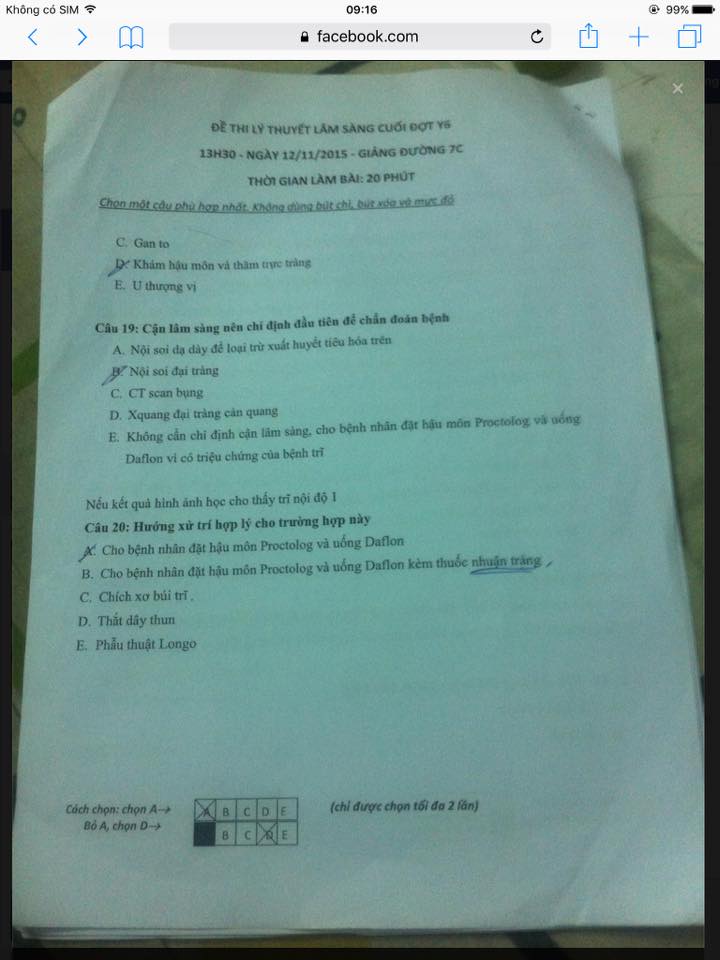 Không có SIM
09:16
99%
facebook.com
ĐỀ THI LÝ THUYẾT LÂM SÀNG CUỐI ĐỢT Y6
13H30 - NGÀY 12/11/2015 - GIẢNG ĐƯỜNG 7C
THỜI GIAN LÀM BÀI: 20 PHÚT
Chọn một câu phù hợp nhất. Không dùng bút chì, bút xóa và mực đỏ
C. Gan to
D. Khám hậu môn và thăm trực tràng
E. U thượng vị
Câu 19: Cận lâm sàng nên chỉ định đầu tiên để chẩn đoán bệnh
A. Nội soi dạ dày để loại trừ xuất huyết tiêu hóa trên
B. Nội soi đại tràng
C. CT scan bụng
D. Xquang đại tràng cản quang
E. Không cần chỉ định cận lâm sàng, cho bệnh nhân đặt hậu môn Proctolog và uống
Daflon vì có triệu chứng của bệnh trĩ
Nếu kết quả hình ảnh học cho thấy trĩ nội độ 1
Câu 20: Hướng xử trí hợp lý cho trường hợp này
A. Cho bệnh nhân đặt hậu môn Proctolog và uống Daflon
B. Cho bệnh nhân đặt hậu môn Proctolog và uống Daflon kèm thuốc nhuận tràng
C. Chích xơ búi trĩ .
D. Thắt dây thun
E. Phẫu thuật Longo
Cách chọn: chọn A→ A B C D E (chỉ được chọn tối đa 2 lần)
Bỏ A, chọn D→ B C D E